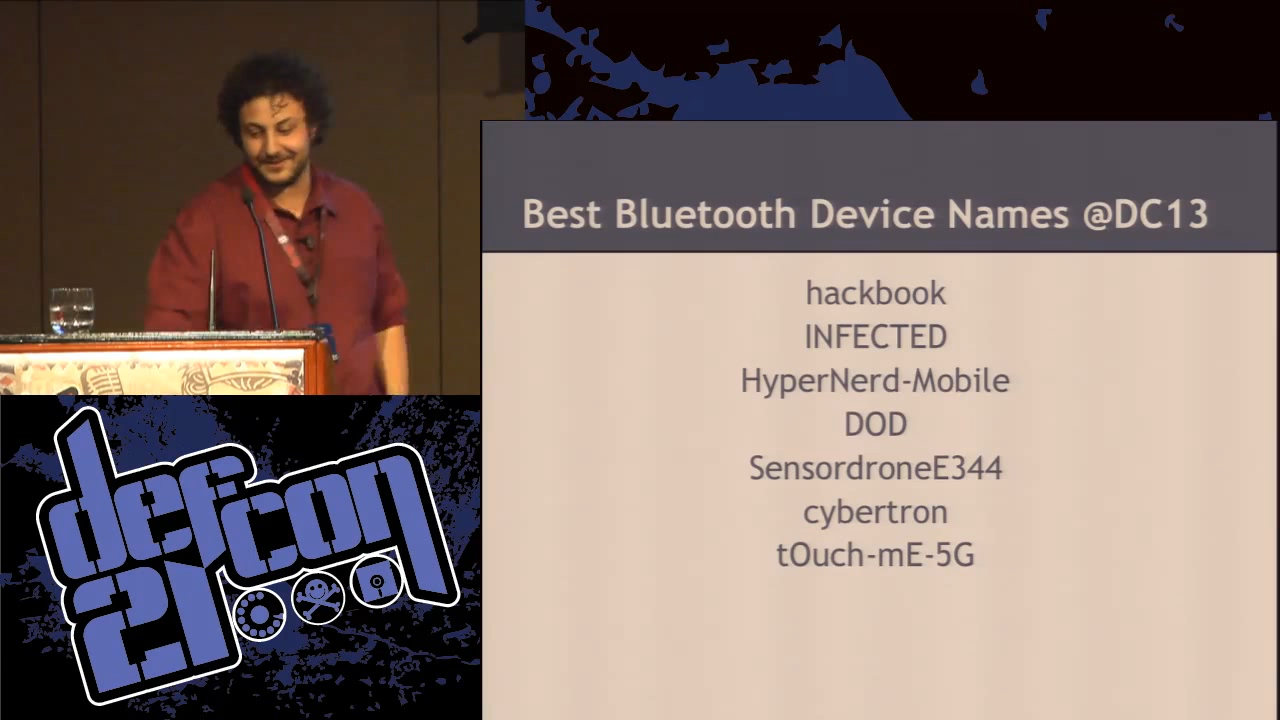 Best Bluetooth Device Names @DC13
hackbook
INFECTED
HyperNerd-Mobile
DOD
SensordroneE344
cybertron
tOuch-mE-5G
defcon
21